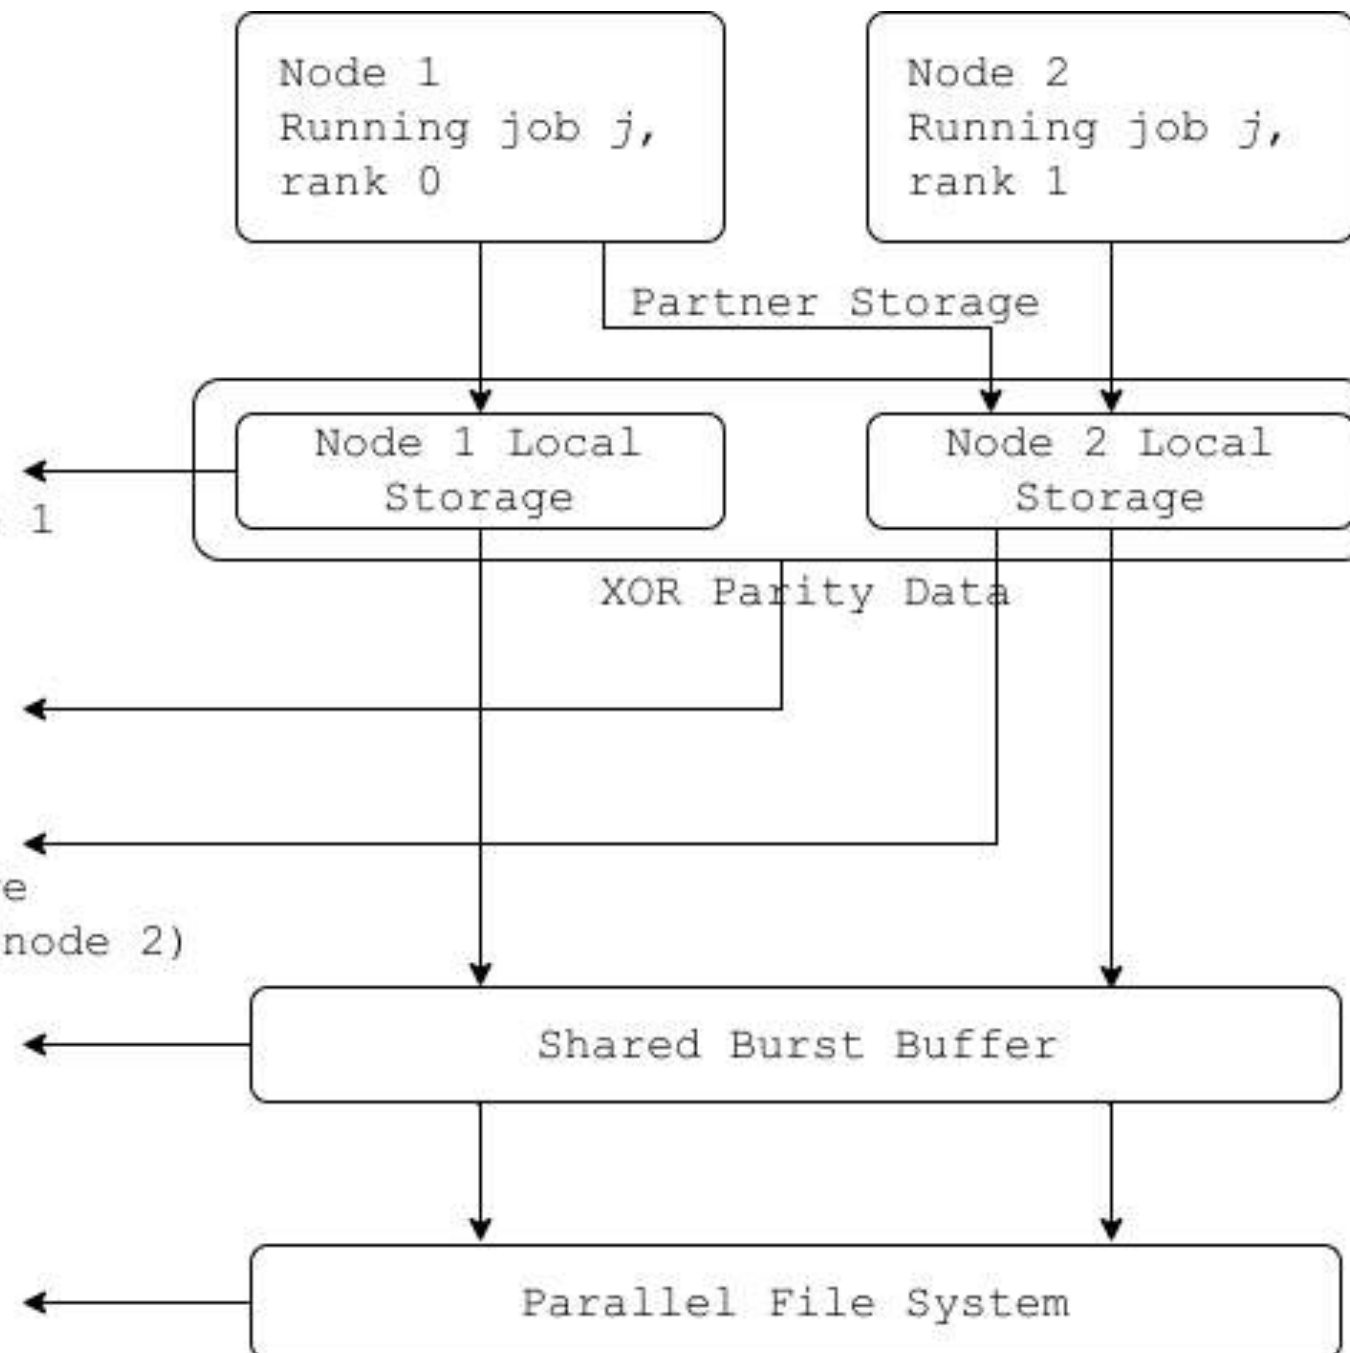 Node 1
Running job j,
rank 0
Node 2
Running job j,
rank 1
Partner Storage
Node 1 Local
Storage
Node 2 Local
Storage
1
XOR Parity Data
e
node 2)
Shared Burst Buffer
Parallel File System